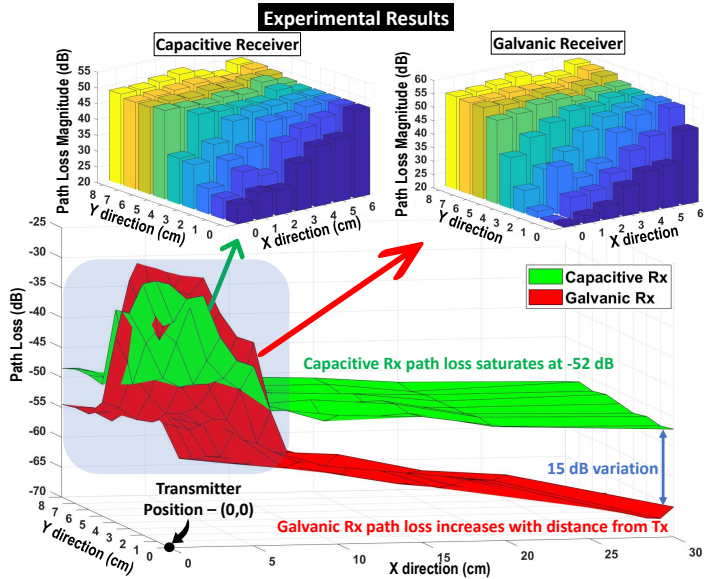 Experimental Results
Capacitive Receiver
Path Loss Magnitude (dB)
55
50
45
40
35
30
25
20
8 7 6 5 4 3 2 1 0
Y direction (cm)
0 1 2 3 4 5 6
X direction (cm)
Galvanic Receiver
Path Loss Magnitude (dB)
60
55
50
45
40
35
30
25
20
8 7 6 5 4 3 2 1 0
Y direction
0 1 2 3 4 5 6
X direction (cm)
Path Loss (dB)
-25
-30
-35
-40
-45
-50
-55
-60
-65
-70
Capacitive Rx
Galvanic Rx
Capacitive Rx path loss saturates at -52 dB
15 dB variation
Transmitter
Position – (0,0)
Galvanic Rx path loss increases with distance from Tx
8 7 6 5 4 3 2 1 0
Y direction (cm)
0 5 10 15 20 25 30
X direction (cm)